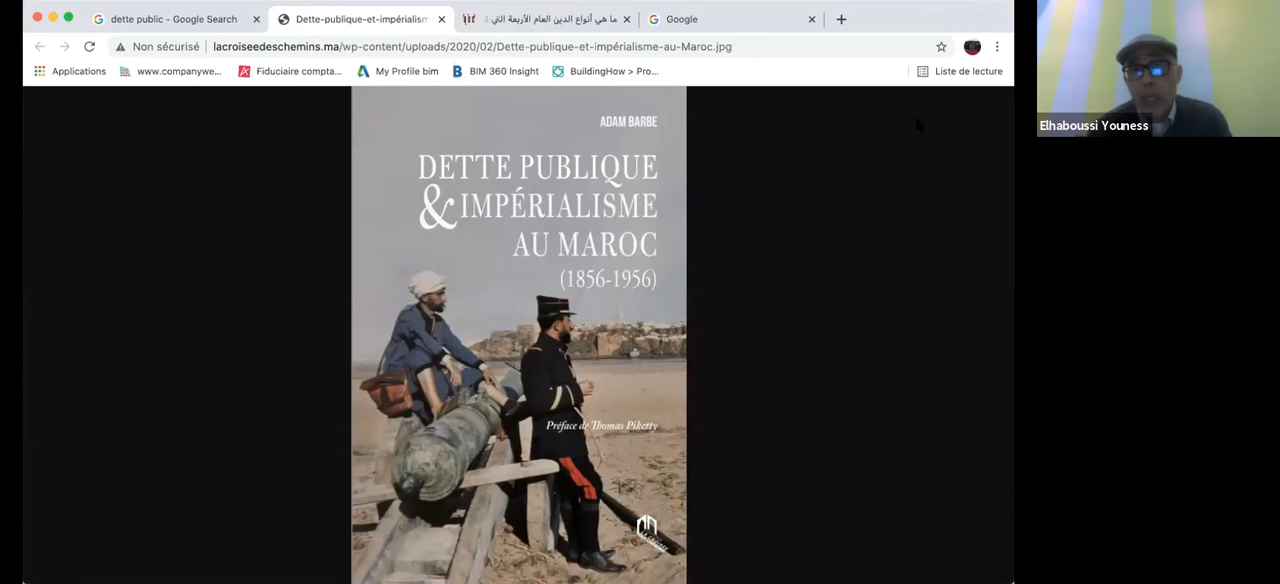 dette public - Google Search
Dette-publique-et-impérialism
ما هي أنواع الدين العام الأربعة التي
Google
Non sécurisé
lacroiseedeschemins.ma/wp-content/uploads/2020/02/Dette-publique-et-impérialisme-au-Maroc.jpg
Applications
www.companywe...
Fiduciaire compta...
My Profile bim
BIM 360 Insight
BuildingHow > Pro...
Liste de lecture
Elhaboussi Youness
ADAM BARBE
DETTE PUBLIQUE
& IMPÉRIALISME
AU MAROC
(1856-1956)
Préface de Thomas Piketty